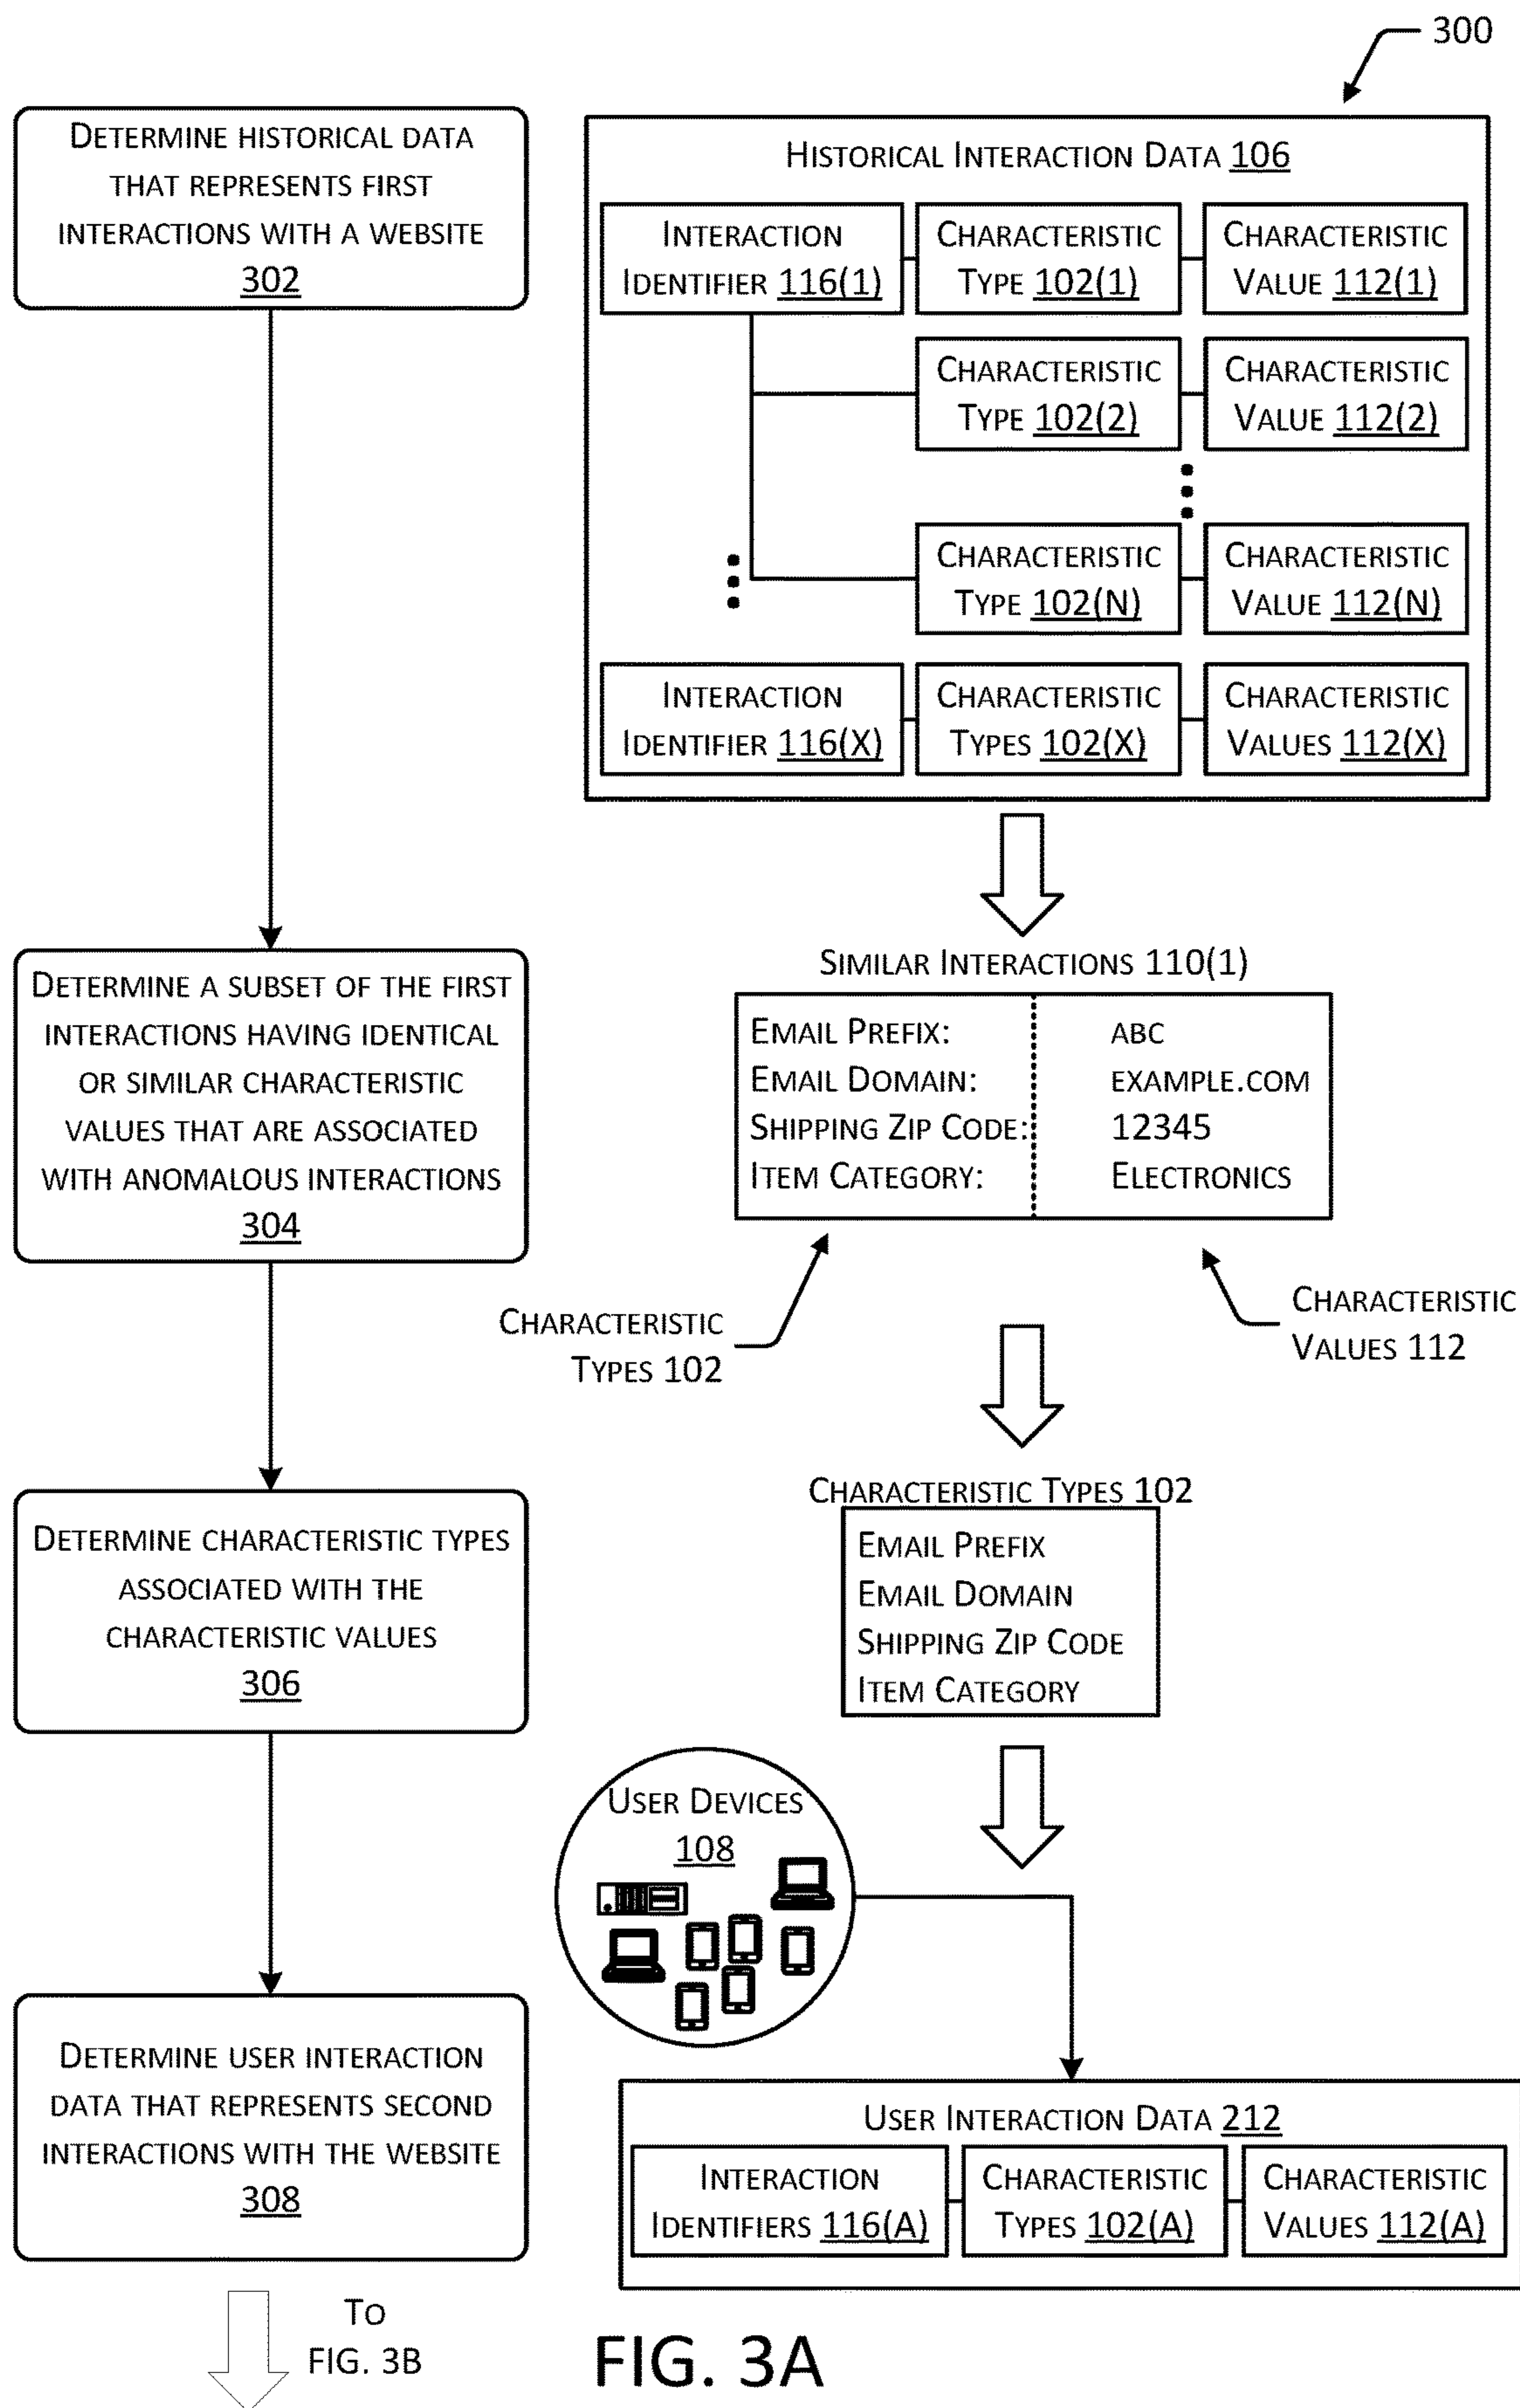 300
DETERMINE HISTORICAL DATA
THAT REPRESENTS FIRST
INTERACTIONS WITH A WEBSITE
302
HISTORICAL INTERACTION DATA 106
INTERACTION
IDENTIFIER 116(1)
CHARACTERISTIC
TYPE 102(1)
CHARACTERISTIC
VALUE 112(1)
CHARACTERISTIC
TYPE 102(2)
CHARACTERISTIC
VALUE 112(2)
CHARACTERISTIC
TYPE 102(N)
CHARACTERISTIC
VALUE 112(N)
INTERACTION
IDENTIFIER 116(X)
CHARACTERISTIC
TYPES 102(X)
CHARACTERISTIC
VALUES 112(X)
DETERMINE A SUBSET OF THE FIRST
INTERACTIONS HAVING IDENTICAL
OR SIMILAR CHARACTERISTIC
VALUES THAT ARE ASSOCIATED
WITH ANOMALOUS INTERACTIONS
304
SIMILAR INTERACTIONS 110(1)
EMAIL PREFIX: ABC
EMAIL DOMAIN: EXAMPLE.COM
SHIPPING ZIP CODE: 12345
ITEM CATEGORY: ELECTRONICS
CHARACTERISTIC
TYPES 102
CHARACTERISTIC
VALUES 112
DETERMINE CHARACTERISTIC TYPES
ASSOCIATED WITH THE
CHARACTERISTIC VALUES
306
CHARACTERISTIC TYPES 102
EMAIL PREFIX
EMAIL DOMAIN
SHIPPING ZIP CODE
ITEM CATEGORY
USER DEVICES
108
DETERMINE USER INTERACTION
DATA THAT REPRESENTS SECOND
INTERACTIONS WITH THE WEBSITE
308
USER INTERACTION DATA 212
INTERACTION
IDENTIFIERS 116(A)
CHARACTERISTIC
TYPES 102(A)
CHARACTERISTIC
VALUES 112(A)
TO
FIG. 3B
FIG. 3A